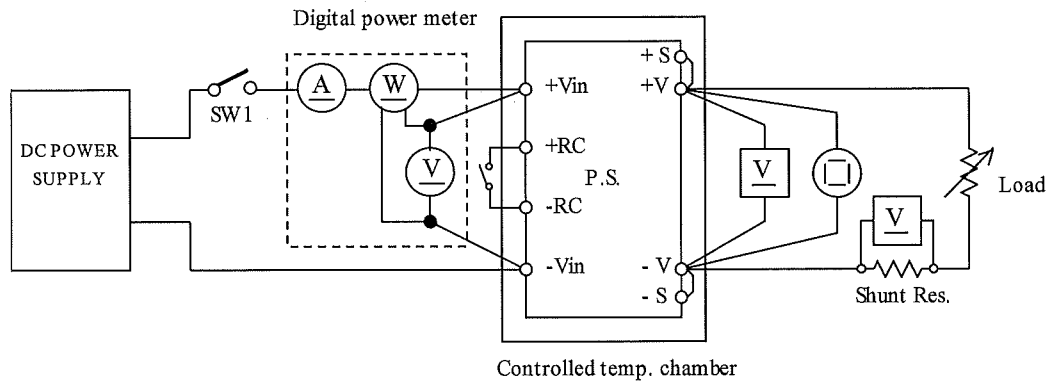 Digital power meter
DC POWER
SUPPLY
SW1
A
W
V
+Vin
+RC
-RC
-Vin
P.S.
+S
+V
- V
- S
V
V
Load
Shunt Res.
Controlled temp. chamber